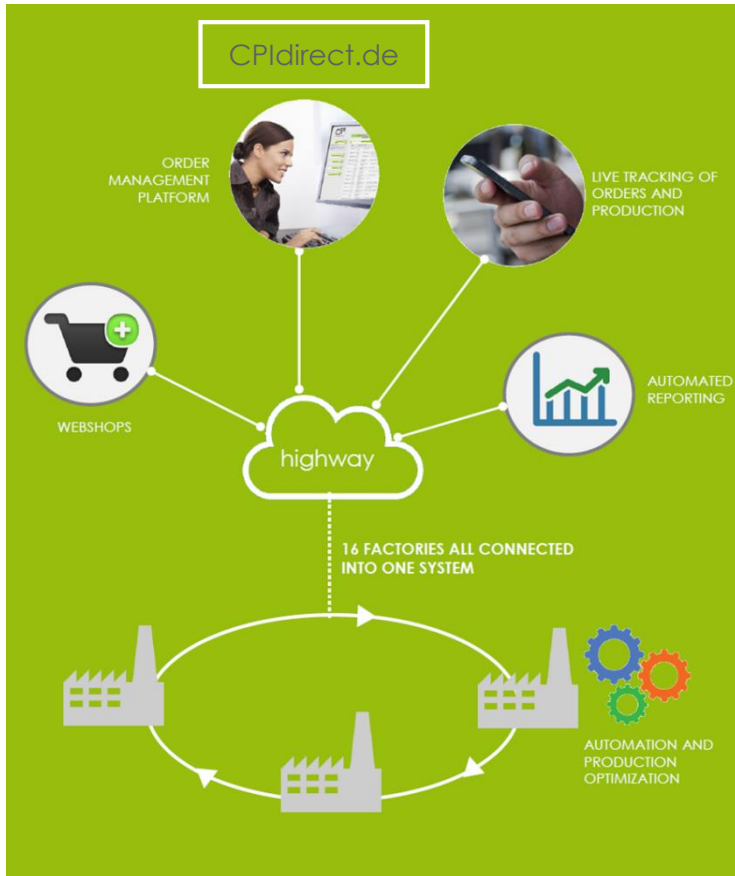 CPIdirect.de
ORDER
MANAGEMENT
PLATFORM
LIVE TRACKING OF
ORDERS AND
PRODUCTION
WEBSHOPS
AUTOMATED
REPORTING
highway
16 FACTORIES ALL CONNECTED
INTO ONE SYSTEM
AUTOMATION AND
PRODUCTION
OPTIMIZATION